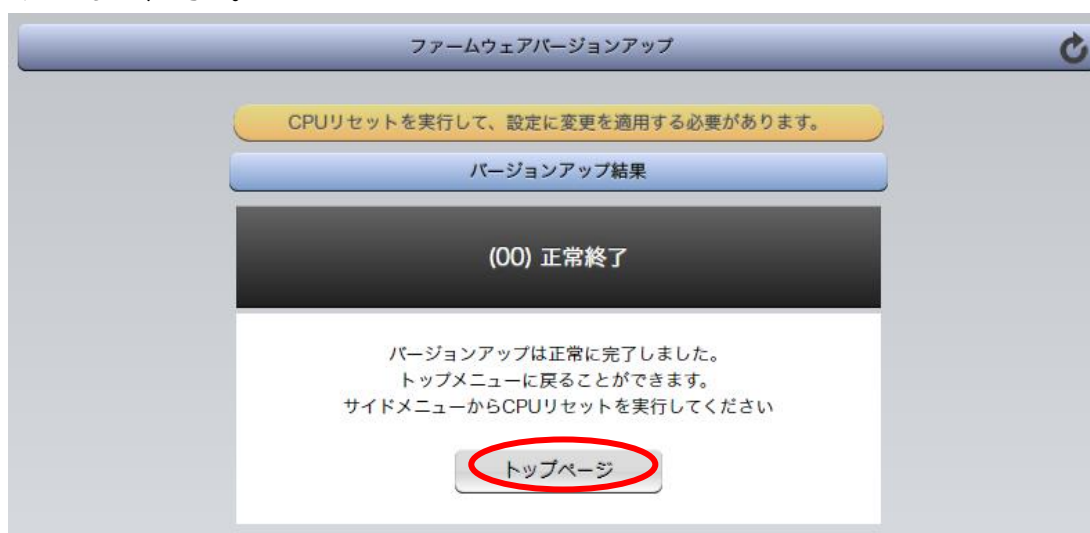 ファームウェアバージョンアップ
CPUリセットを実行して、設定に変更を適用する必要があります。
バージョンアップ結果
(00) 正常終了
バージョンアップは正常に完了しました。
トップメニューに戻ることができます。
サイドメニューからCPUリセットを実行してください
トップページ